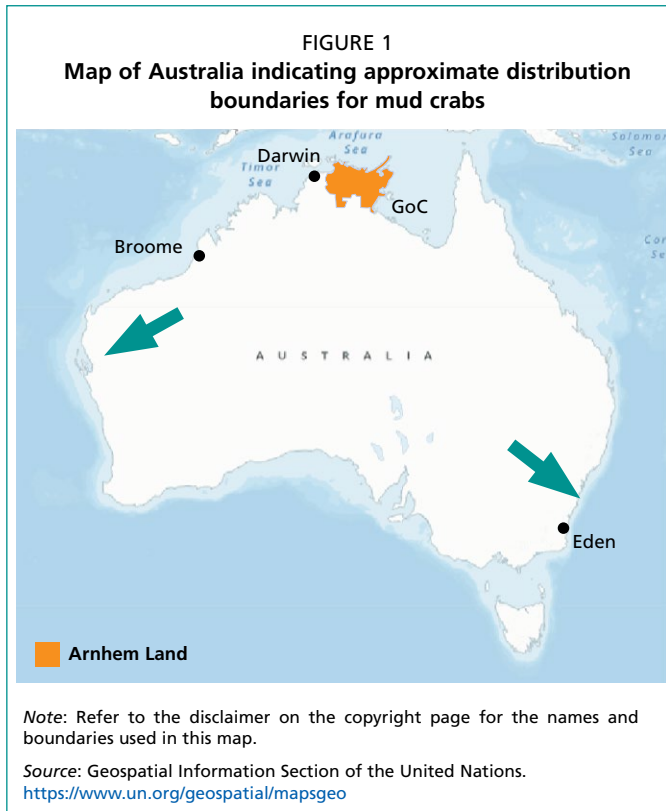 FIGURE 1
Map of Australia indicating approximate distribution
boundaries for mud crabs
Arafura
Sea
Solomon
Sea
Darwin
Timor
Sea
GoC
Broome
AUSTRALIA
Eden
Arnhem Land
Note: Refer to the disclaimer on the copyright page for the names and
boundaries used in this map.
Source: Geospatial Information Section of the United Nations.
https://www.un.org/geospatial/mapsgeo